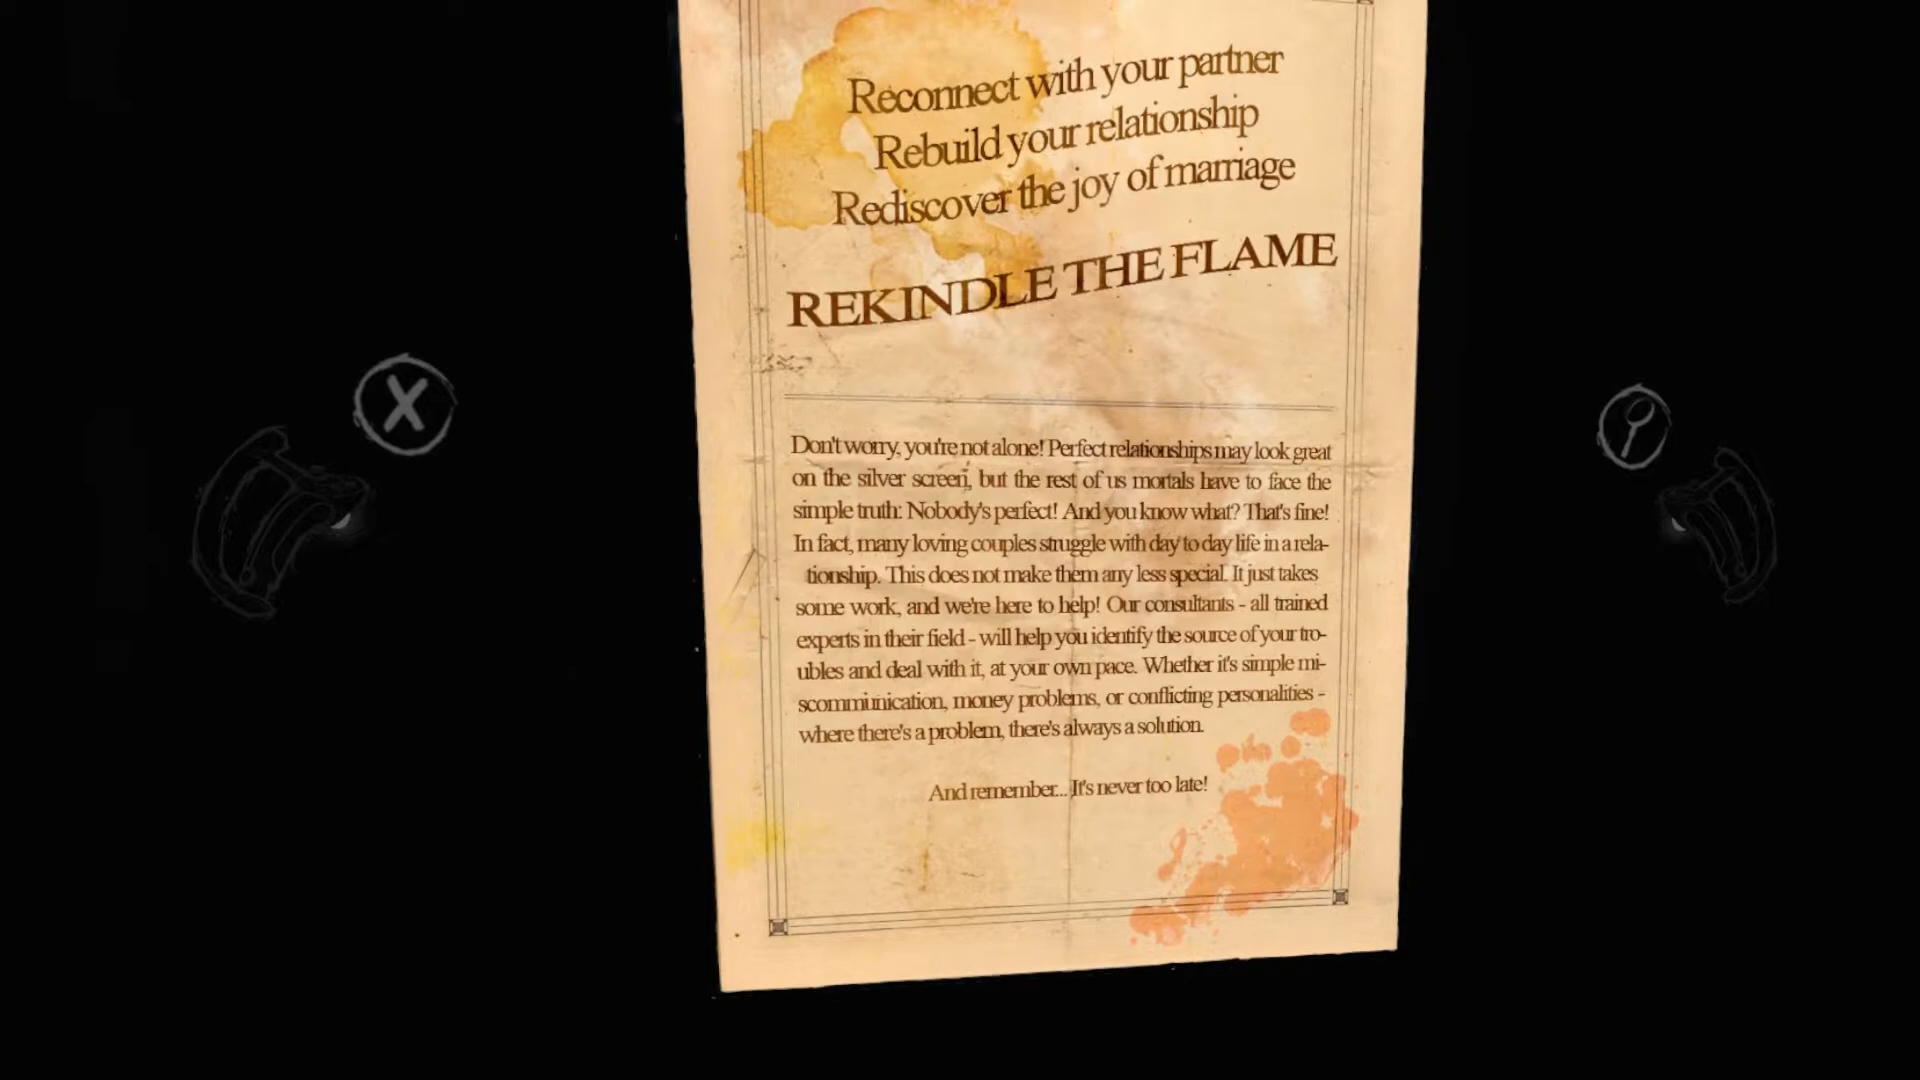 Reconnect with your partner
Rebuild your relationship
Rediscover the joy of marriage
REKINDLE THE FLAME
X
Don't worry, you're not alone! Perfect relationships may look great
on the silver screen, but the rest of us mortals have to face the
simple truth: Nobody's perfect! And you know what? That's fine!
In fact, many loving couples struggle with day to day life in a rela-
tionship. This does not make them any less special. It just takes
some work, and we're here to help! Our consultants - all trained
experts in their field - will help you identify the source of your tro-
ubles and deal with it, at your own pace. Whether it's simple mi-
scommunication, money problems, or conflicting personalities -
where there's a problem, there's always a solution.
And remember... It's never too late!